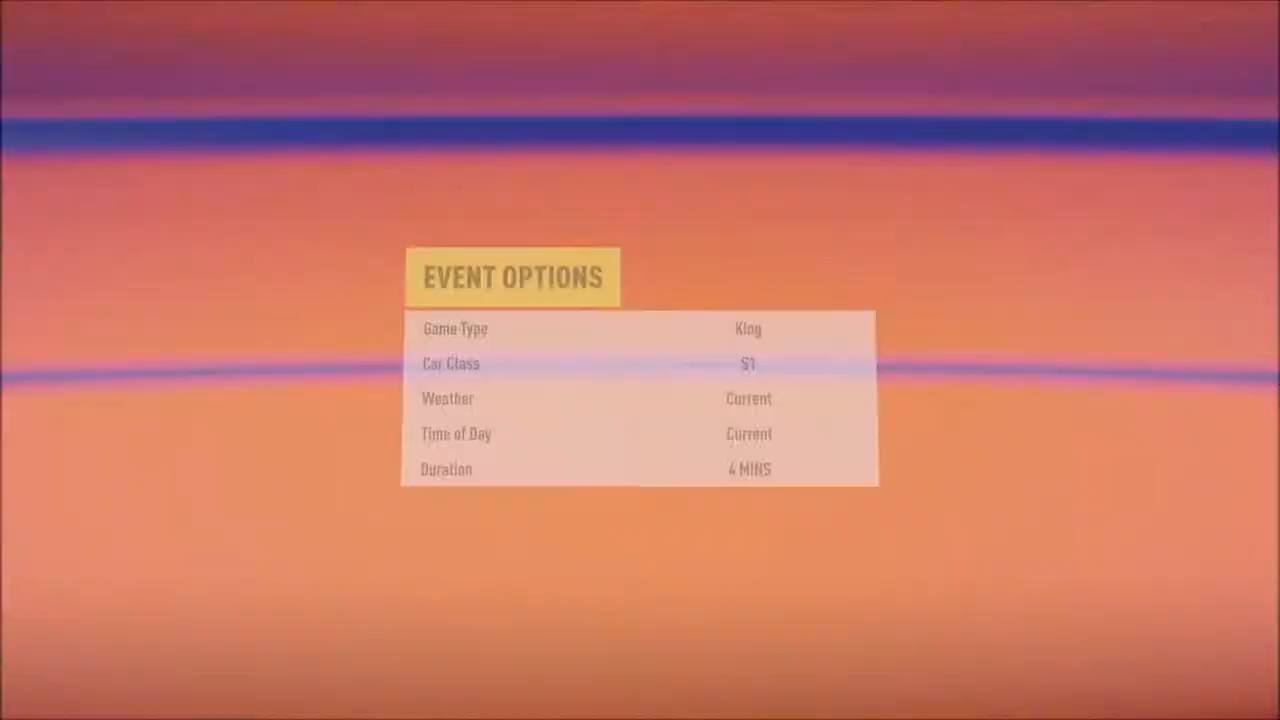 EVENT OPTIONS
Game Type King
Car Class S1
Weather Current
Time of Day Current
Duration 4 MINS